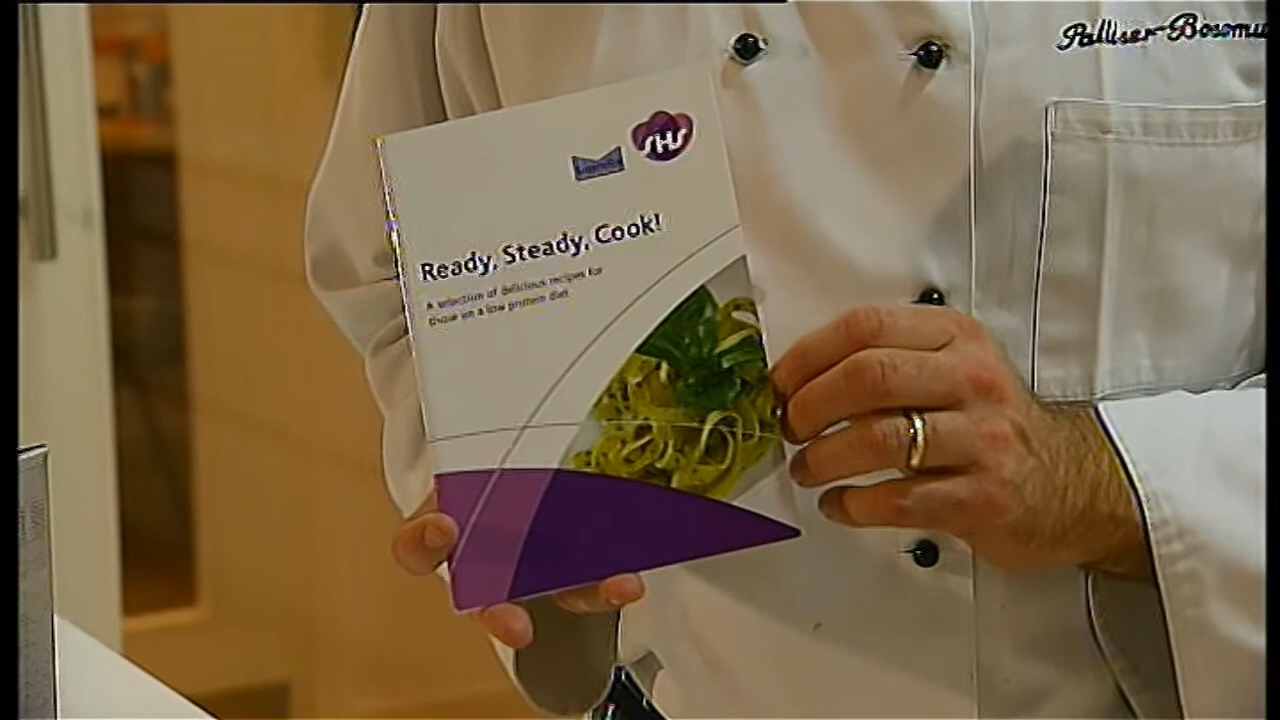 Palliser-Bosomw
SHS
Ready, Steady, Cook!
A selection of delicious recipes for
those on a low protein diet.